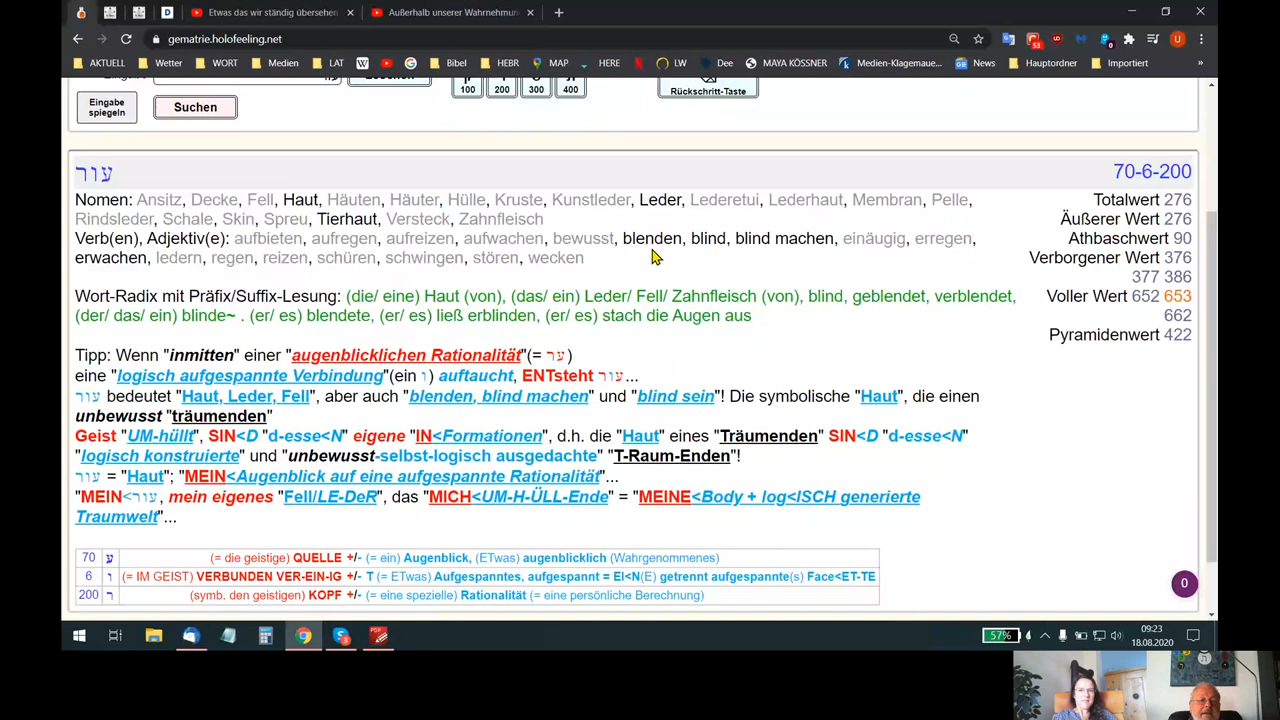 Etwas das wir ständig übersehen
Außerhalb unserer Wahrnehmun
gematrie.holofeeling.net
AKTUELL Wetter WORT Medien LAT Bibel HEBR MAP HERE LW Dee MAYA KÖSSNER Medien-Klagemaue... News Hauptordner Importiert »
100 200 300 400 Rückschritt-Taste
Eingabe spiegeln Suchen
עור 70-6-200
Nomen: Ansitz, Decke, Fell, Haut, Häuten, Häuter, Hülle, Kruste, Kunstleder, Leder, Lederetui, Lederhaut, Membran, Pelle, Totalwert 276
Rindsleder, Schale, Skin, Spreu, Tierhaut, Versteck, Zahnfleisch Äußerer Wert 276
Verb(en), Adjektiv(e): aufbieten, aufregen, aufreizen, aufwachen, bewusst, blenden, blind, blind machen, einäugig, erregen, Athbaschwert 90
erwachen, ledern, regen, reizen, schüren, schwingen, stören, wecken Verborgener Wert 376
377 386
Wort-Radix mit Präfix/Suffix-Lesung: (die/ eine) Haut (von), (das/ ein) Leder/ Fell/ Zahnfleisch (von), blind, geblendet, verblendet, Voller Wert 652 653
(der/ das/ ein) blinde~ . (er/ es) blendete, (er/ es) ließ erblinden, (er/ es) stach die Augen aus 662
Pyramidenwert 422
Tipp: Wenn "inmitten" einer "augenblicklichen Rationalität"(= ער)
eine "logisch aufgespannte Verbindung"(ein ו) auftaucht, ENTsteht עור...
עור bedeutet "Haut, Leder, Fell", aber auch "blenden, blind machen" und "blind sein"! Die symbolische "Haut", die einen
unbewusst "träumenden"
Geist "UM-hüllt", SIN<D "d-esse<N" eigene "IN<Formationen", d.h. die "Haut" eines "Träumenden" SIN<D "d-esse<N"
"logisch konstruierte" und "unbewusst-selbst-logisch ausgedachte" "T-Raum-Enden"!
עור = "Haut"; "MEIN<Augenblick auf eine aufgespannte Rationalität"...
"MEIN<עור, mein eigenes "Fell/LE-DeR", das "MICH<UM-H-ÜLL-Ende" = "MEINE<Body + log<ISCH generierte
Traumwelt"...
70 ע (= die geistige) QUELLE +/- (= ein) Augenblick, (ETwas) augenblicklich (Wahrgenommenes)
6 ו (= IM GEIST) VERBUNDEN VER-EIN-IG +/- T (= ETwas) Aufgespanntes, aufgespannt = EI<N(E) getrennt aufgespannte(s) Face<ET-TE
200 ר (symb. den geistigen) KOPF +/- (= eine spezielle) Rationalität (= eine persönliche Berechnung)
0
57% 09:23
18.08.2020